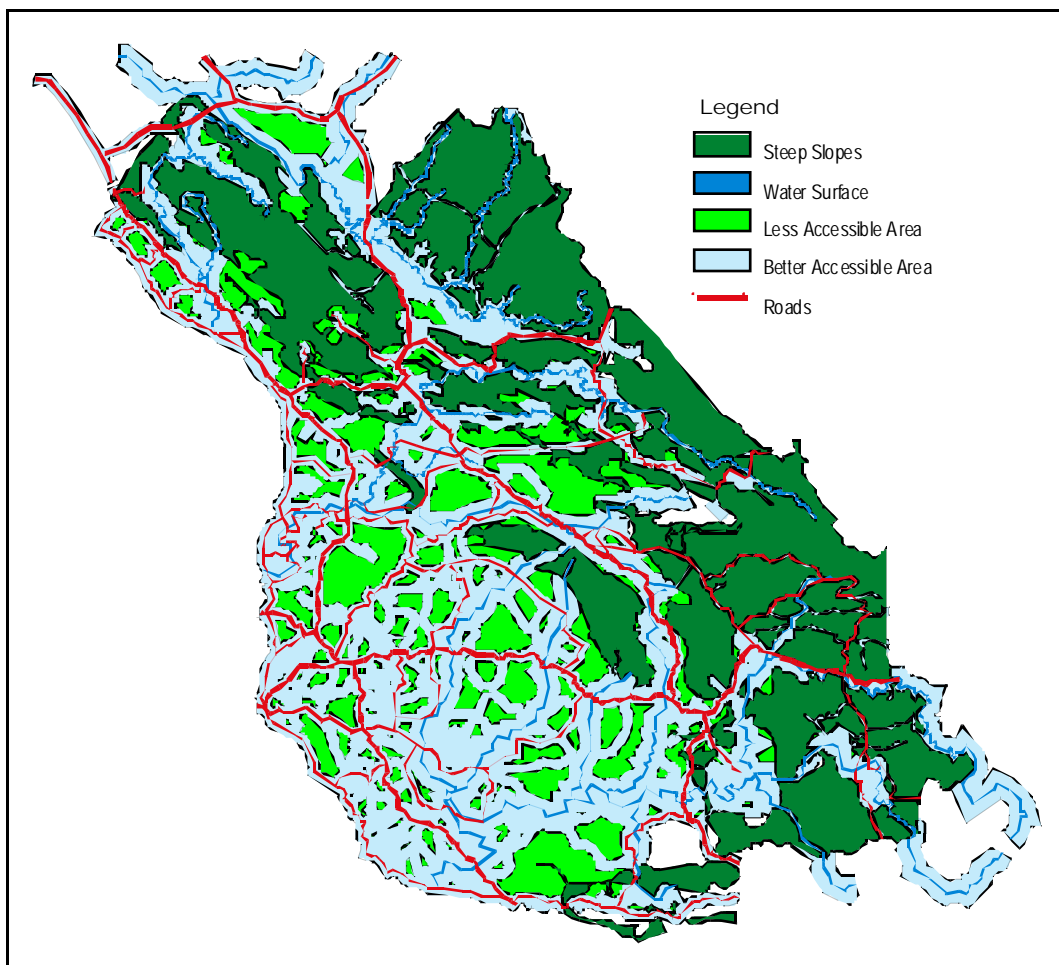 Legend
Steep Slopes
Water Surface
Less Accessible Area
Better Accessible Area
Roads